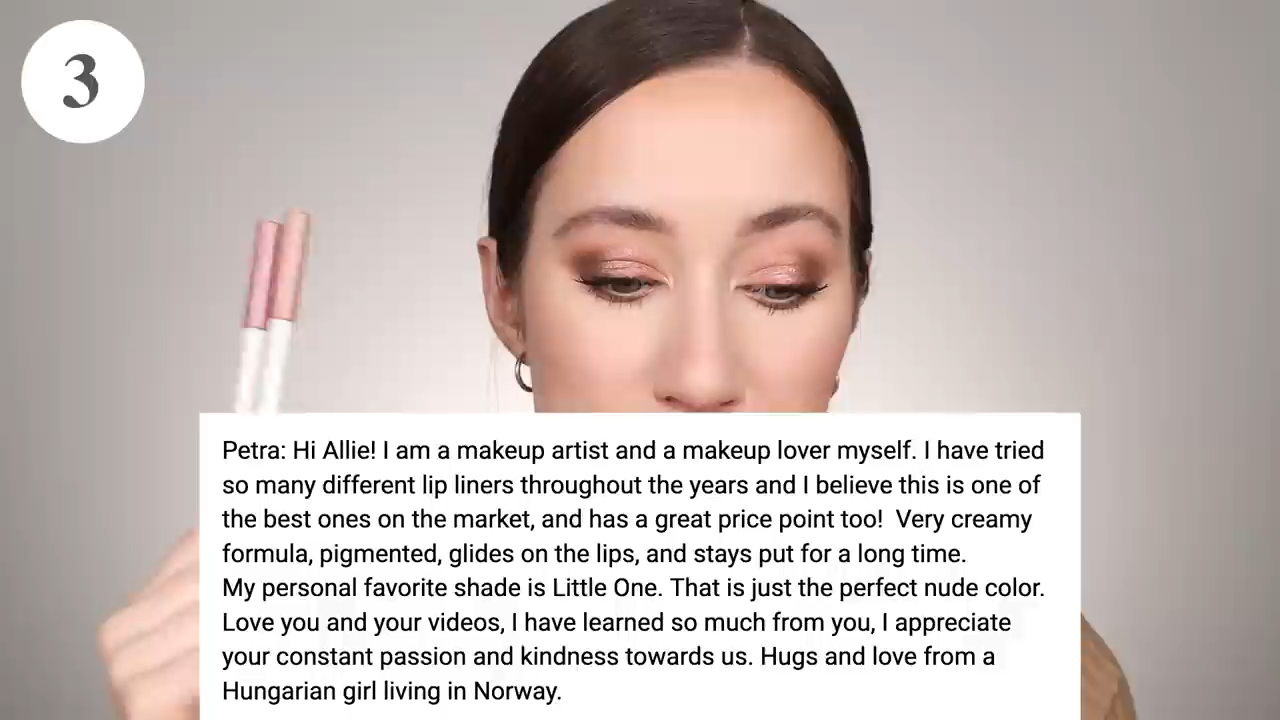 3
Petra: Hi Allie! I am a makeup artist and a makeup lover myself. I have tried
so many different lip liners throughout the years and I believe this is one of
the best ones on the market, and has a great price point too!  Very creamy
formula, pigmented, glides on the lips, and stays put for a long time.
My personal favorite shade is Little One. That is just the perfect nude color.
Love you and your videos, I have learned so much from you, I appreciate
your constant passion and kindness towards us. Hugs and love from a
Hungarian girl living in Norway.